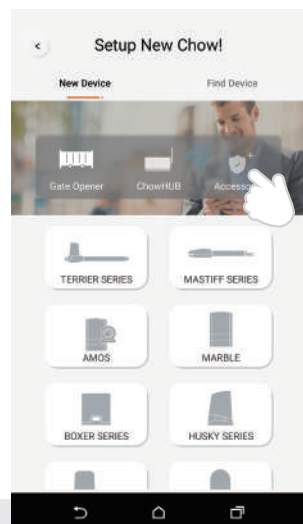 Setup New Chow!
New Device Find Device
Gate Opener ChowHUB
TERRIER SERIES MASTIFF SERIES
AMOS MARBLE
BOXER SERIES HUSKY SERIES